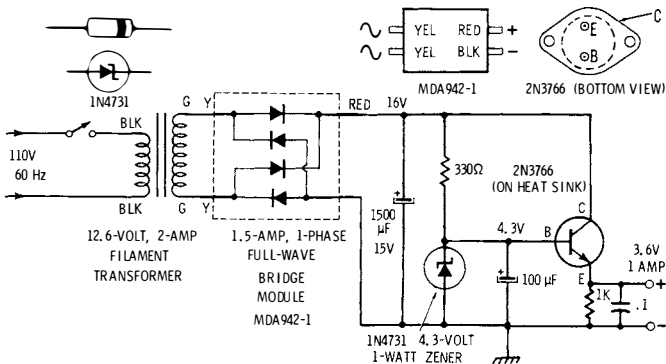 1N4731
YEL RED +
YEL BLK −
MDA942-1
C
E
B
2N3766 (BOTTOM VIEW)
BLK
G Y
RED
16V
110V
60 Hz
330Ω
2N3766
(ON HEAT SINK)
C
B
E
4.3V
1500
µF
15V
100 µF
3.6V
1 AMP
+
1K
.1
−
BLK
G Y
12.6-VOLT, 2-AMP
FILAMENT
TRANSFORMER
1.5-AMP, 1-PHASE
FULL-WAVE
BRIDGE
MODULE
MDA942-1
1N4731 4.3-VOLT
1-WATT ZENER